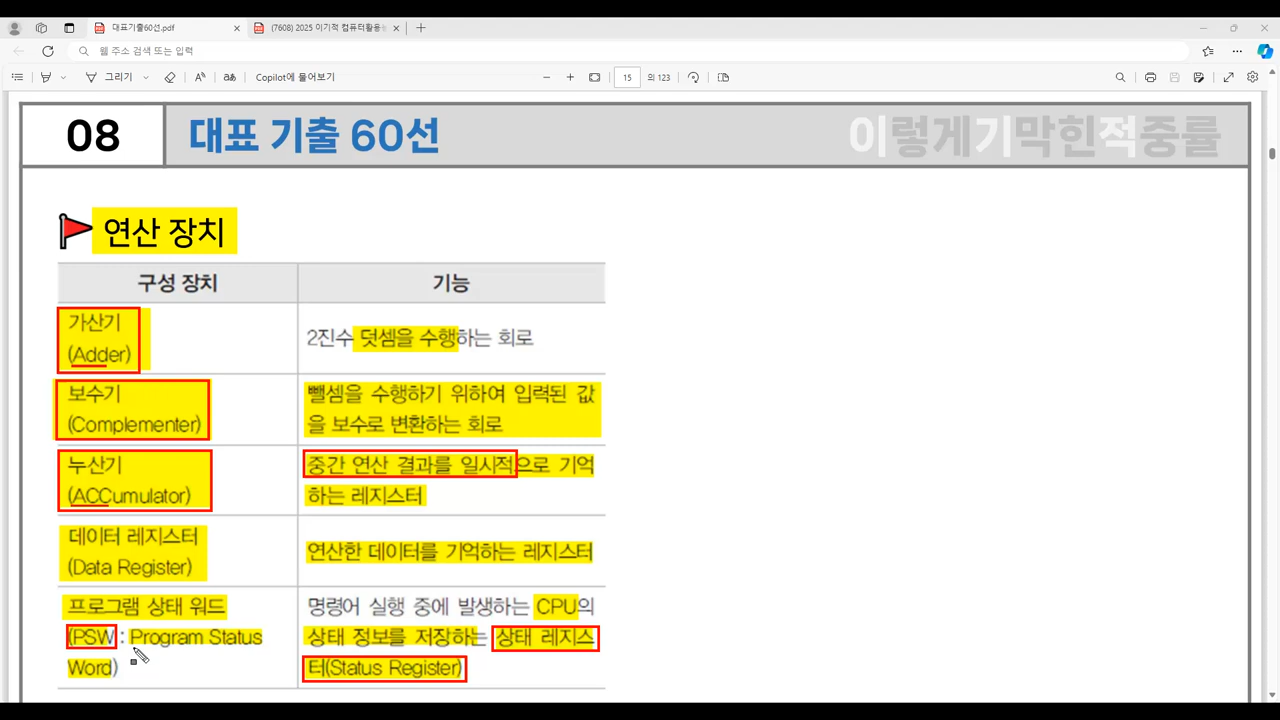 대표기출60선.pdf
(7608) 2025 이기적 컴퓨터활용능
웹 주소 검색 또는 입력
그리기
Copilot에 물어보기
15 의 123
08 대표 기출 60선 이렇게기막힌적중률
연산 장치
구성 장치 기능
가산기
(Adder)
2진수 덧셈을 수행하는 회로
보수기
(Complementer)
뺄셈을 수행하기 위하여 입력된 값
을 보수로 변환하는 회로
누산기
(ACCumulator)
중간 연산 결과를 일시적으로 기억
하는 레지스터
데이터 레지스터
(Data Register)
연산한 데이터를 기억하는 레지스터
프로그램 상태 워드
(PSW : Program Status
Word)
명령어 실행 중에 발생하는 CPU의
상태 정보를 저장하는 상태 레지스
터(Status Register)